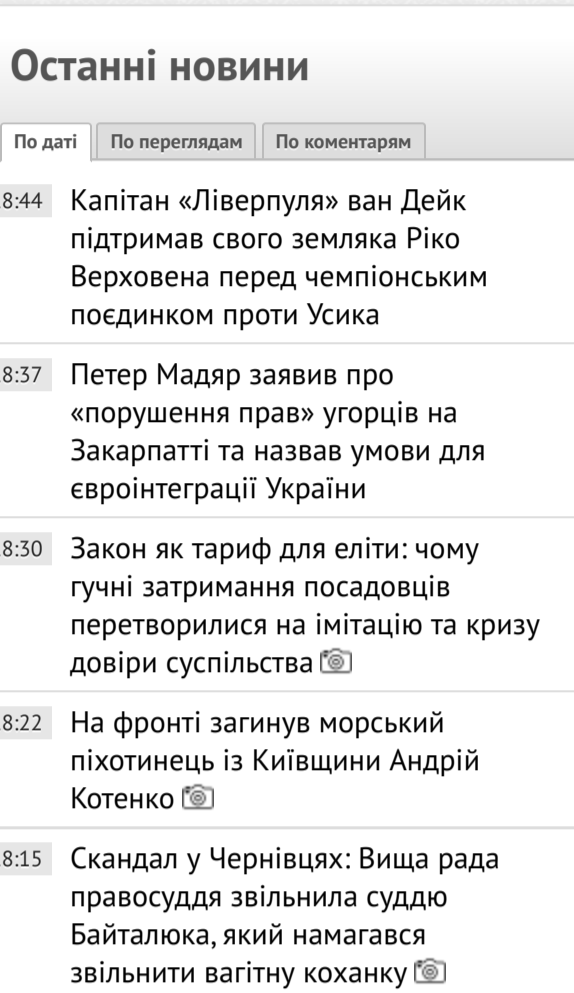 Останні новини
По даті По переглядам По коментарям
8:44 Капітан «Ліверпуля» ван Дейк
підтримав свого земляка Ріко
Верховена перед чемпіонським
поєдинком проти Усика
8:37 Петер Мадяр заявив про
«порушення прав» угорців на
Закарпатті та назвав умови для
євроінтеграції України
8:30 Закон як тариф для еліти: чому
гучні затримання посадовців
перетворилися на імітацію та кризу
довіри суспільства
8:22 На фронті загинув морський
піхотинець із Київщини Андрій
Котенко
8:15 Скандал у Чернівцях: Вища рада
правосуддя звільнила суддю
Байталюка, який намагався
звільнити вагітну коханку